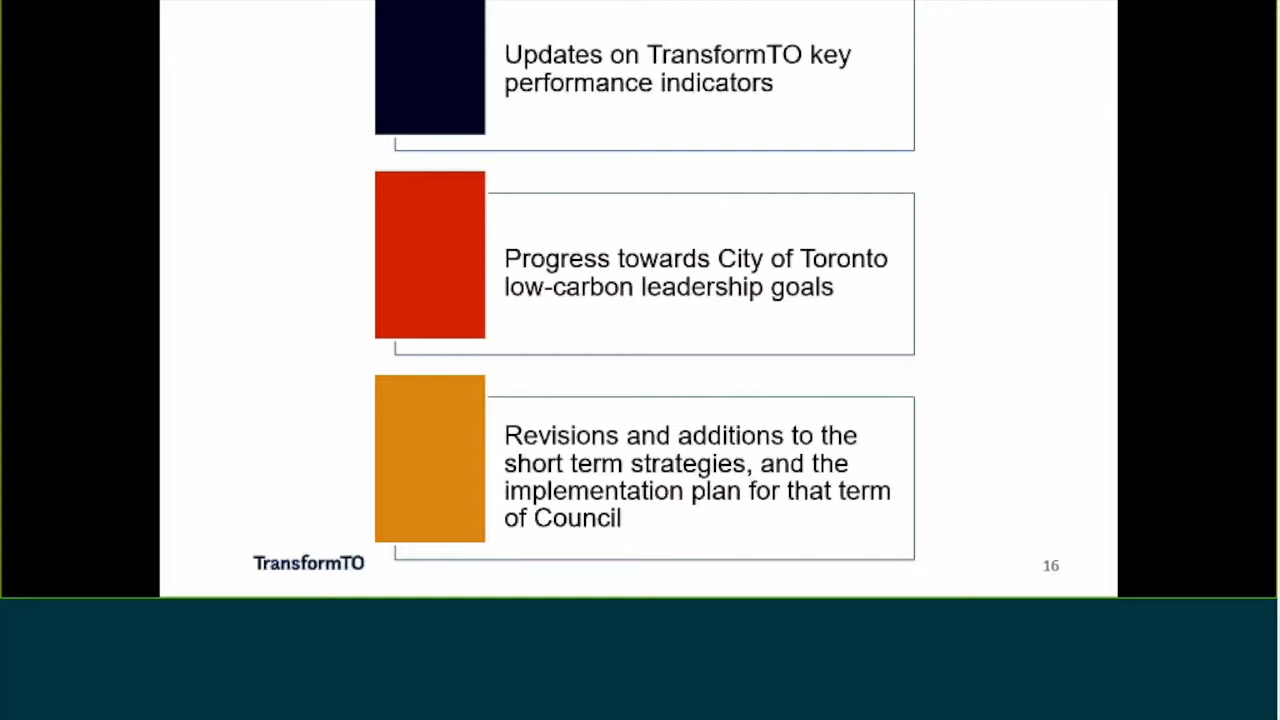 Updates on TransformTO key
performance indicators
Progress towards City of Toronto
low-carbon leadership goals
Revisions and additions to the
short term strategies, and the
implementation plan for that term
of Council
TransformTO
16